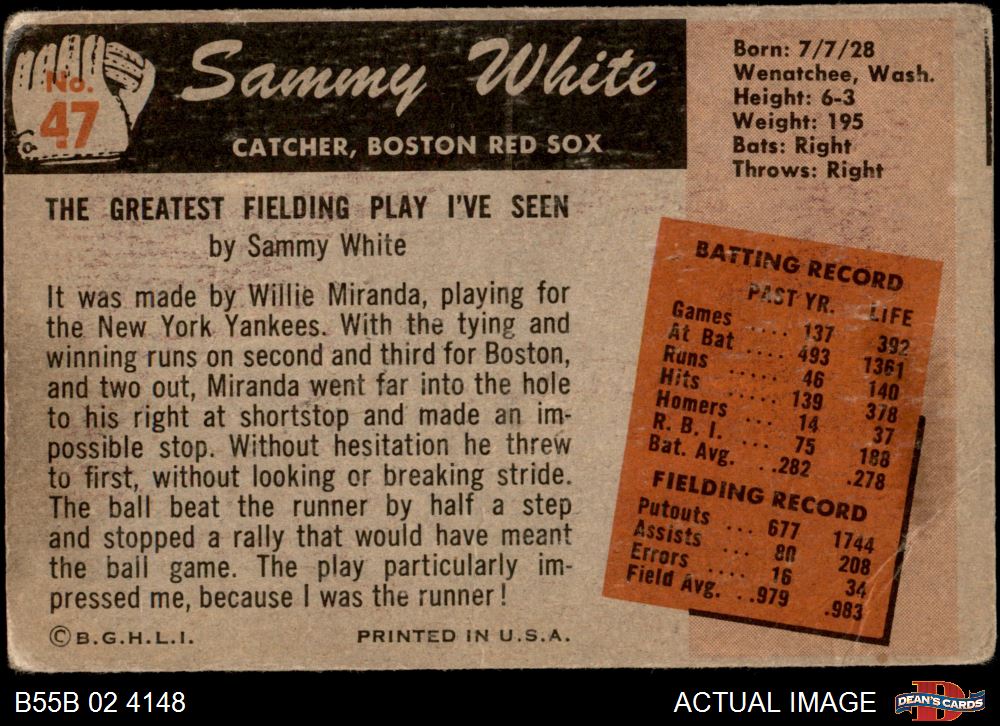 No.
47
Sammy White
CATCHER, BOSTON RED SOX
Born: 7/7/28
Wenatchee, Wash.
Height: 6-3
Weight: 195
Bats: Right
Throws: Right
THE GREATEST FIELDING PLAY I'VE SEEN
by Sammy White
It was made by Willie Miranda, playing for
the New York Yankees. With the tying and
winning runs on second and third for Boston,
and two out, Miranda went far into the hole
to his right at shortstop and made an im-
possible stop. Without hesitation he threw
to first, without looking or breaking stride.
The ball beat the runner by half a step
and stopped a rally that would have meant
the ball game. The play particularly im-
pressed me, because I was the runner!
© B.G.H.L.I. PRINTED IN U.S.A.
BATTING RECORD
PAST YR. LIFE
Games .... 137 392
At Bat .... 493 1361
Runs ..... 46 140
Hits ..... 139 378
Homers ... 14 37
R. B. I. ... 75 188
Bat. Avg. ..282 .278
FIELDING RECORD
Putouts ... 677 1744
Assists ... 80 208
Errors .... 16 34
Field Avg. ..979 .983
B55B 02 4148
ACTUAL IMAGE
D
DEAN'S CARDS